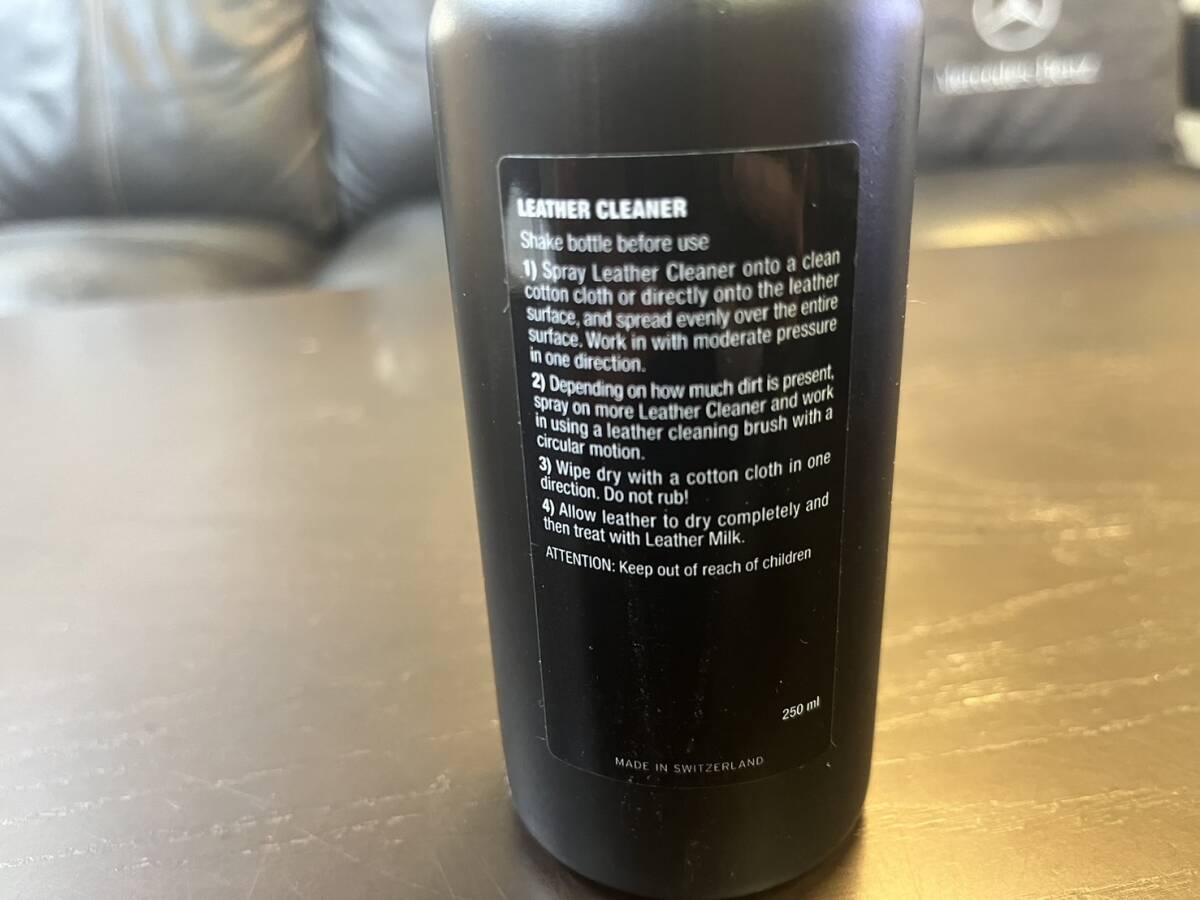 Mercedes-Benz
LEATHER CLEANER
Shake bottle before use
1) Spray Leather Cleaner onto a clean
cotton cloth or directly onto the leather
surface, and spread evenly over the entire
surface. Work in with moderate pressure
in one direction.
2) Depending on how much dirt is present,
spray on more Leather Cleaner and work
in using a leather cleaning brush with a
circular motion.
3) Wipe dry with a cotton cloth in one
direction. Do not rub!
4) Allow leather to dry completely and
then treat with Leather Milk.
ATTENTION: Keep out of reach of children
250 ml
MADE IN SWITZERLAND